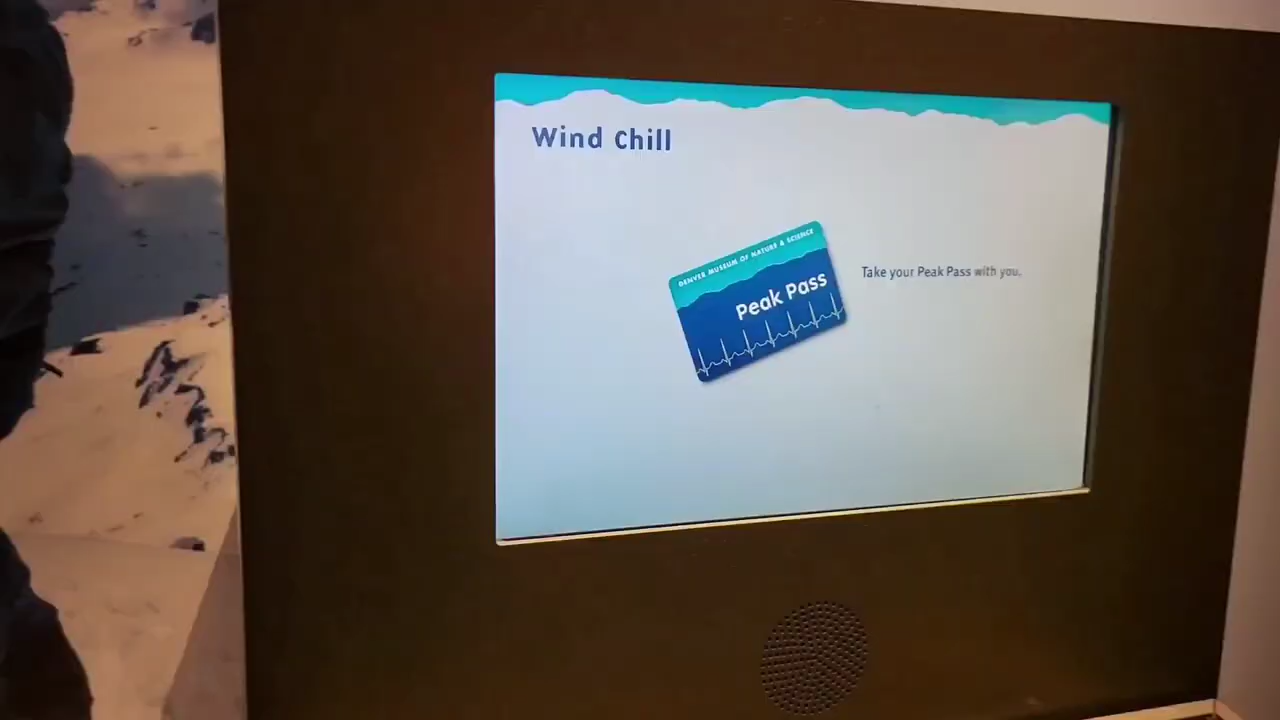 Wind Chill
DENVER MUSEUM OF NATURE & SCIENCE
Peak Pass
Take your Peak Pass with you.